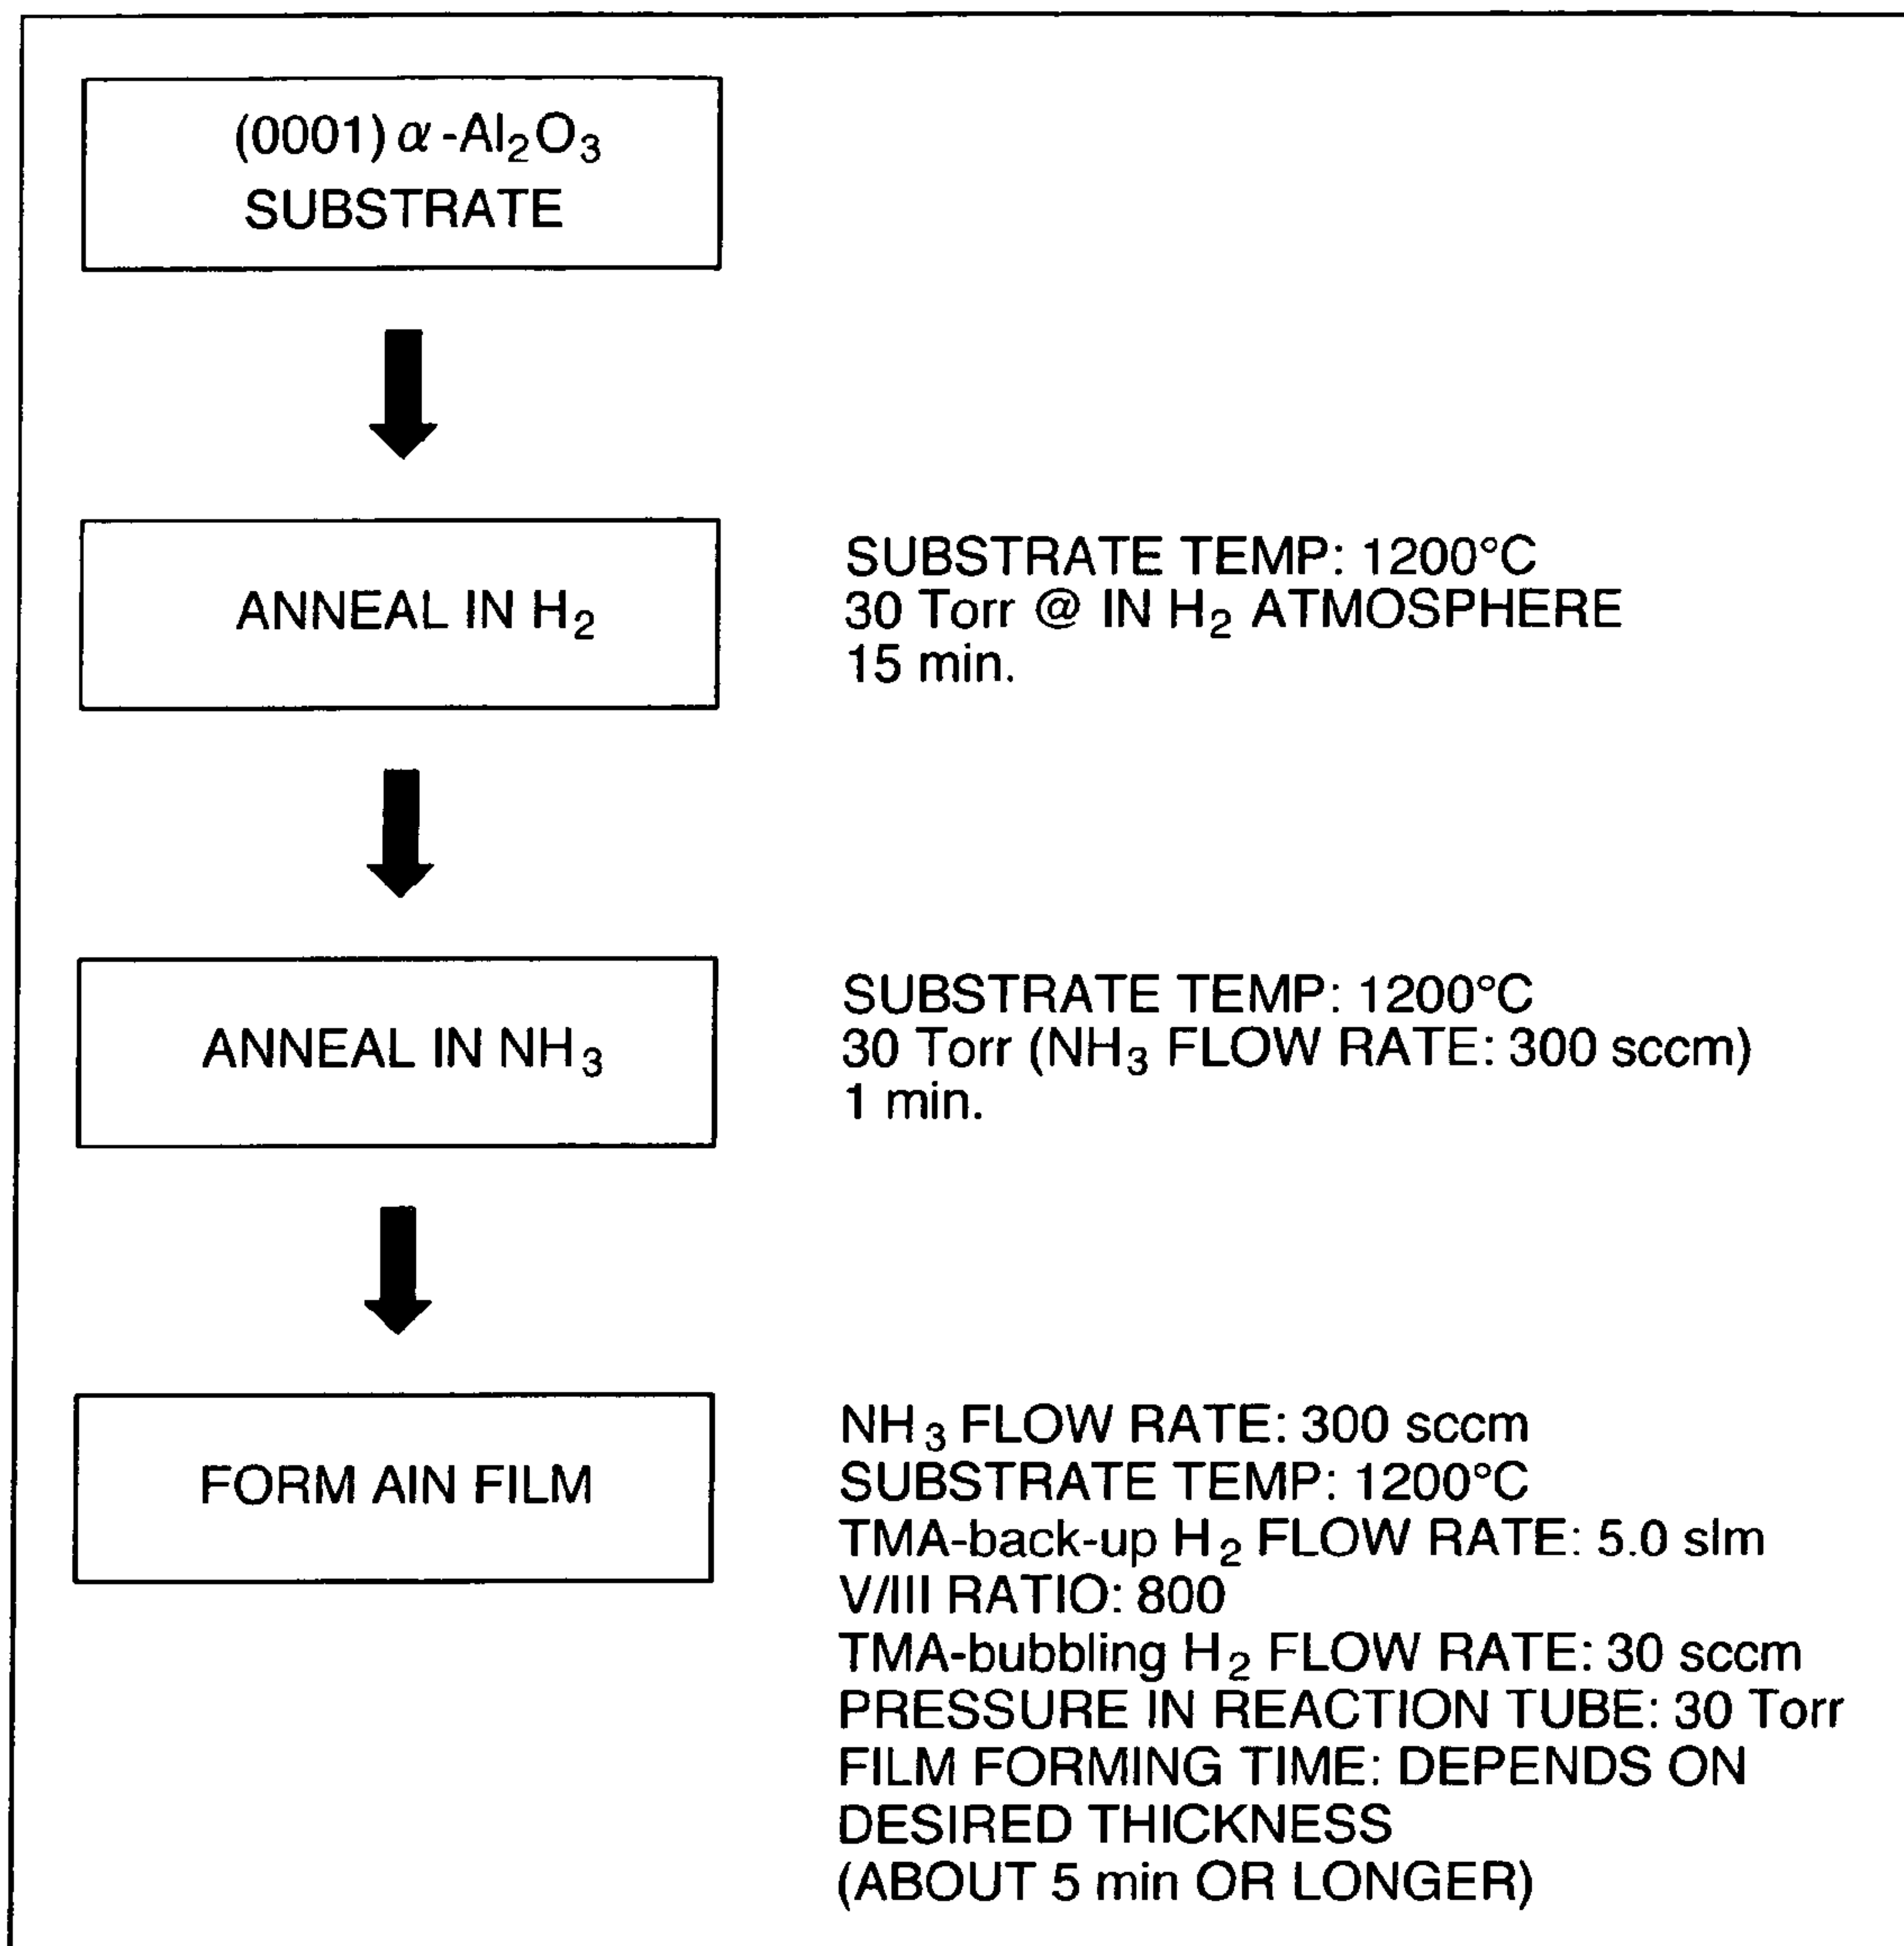 (0001) α-Al₂O₃
SUBSTRATE
ANNEAL IN H₂
SUBSTRATE TEMP: 1200°C
30 Torr @ IN H₂ ATMOSPHERE
15 min.
ANNEAL IN NH₃
SUBSTRATE TEMP: 1200°C
30 Torr (NH₃ FLOW RATE: 300 sccm)
1 min.
FORM AlN FILM
NH₃ FLOW RATE: 300 sccm
SUBSTRATE TEMP: 1200°C
TMA-back-up H₂ FLOW RATE: 5.0 slm
V/III RATIO: 800
TMA-bubbling H₂ FLOW RATE: 30 sccm
PRESSURE IN REACTION TUBE: 30 Torr
FILM FORMING TIME: DEPENDS ON
DESIRED THICKNESS
(ABOUT 5 min OR LONGER)